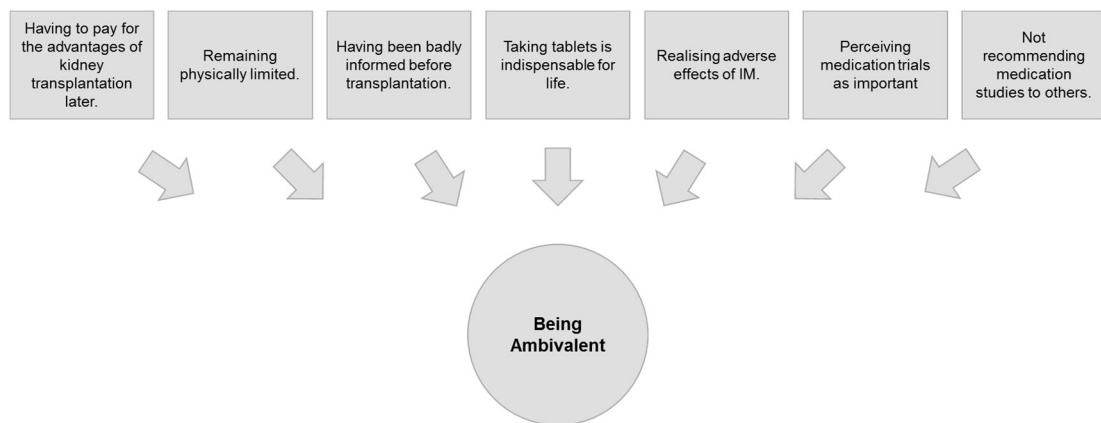 Having to pay for
the advantages of
kidney
transplantation
later.
Remaining
physically limited.
Having been badly
informed before
transplantation.
Taking tablets is
indispensable for
life.
Realising adverse
effects of IM.
Perceiving
medication trials
as important
Not
recommending
medication
studies to others.
Being
Ambivalent